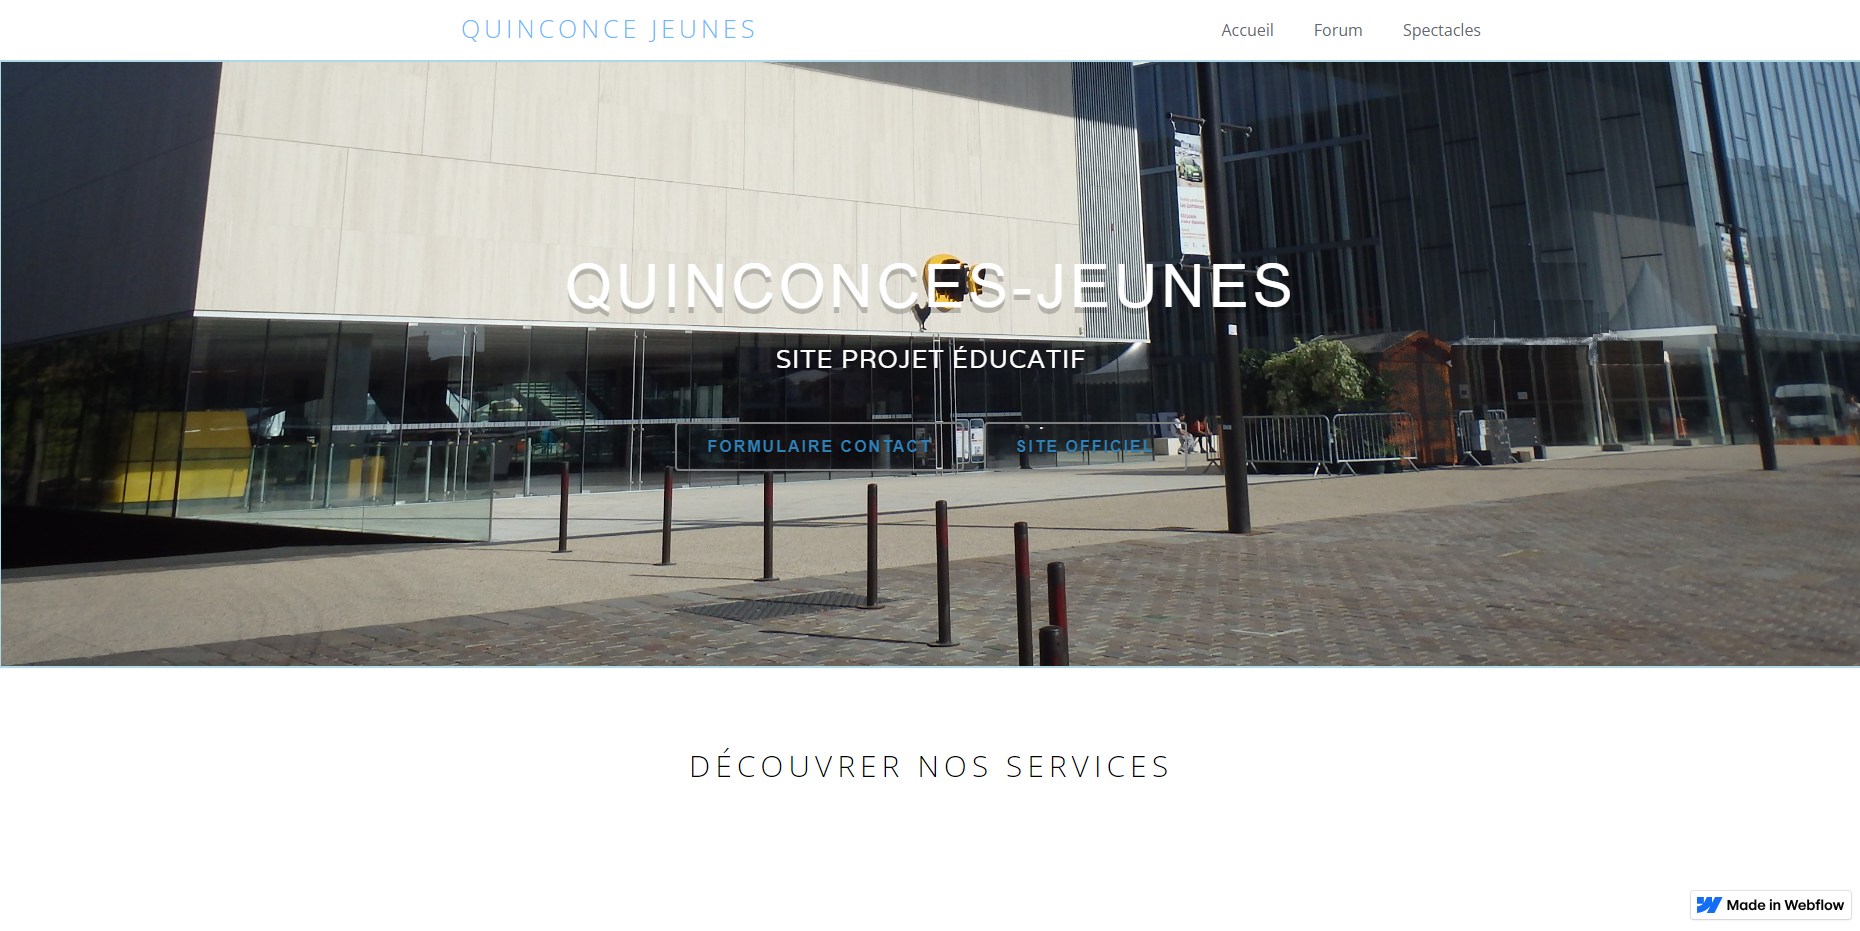 QUINCONCE JEUNES
Accueil
Forum
Spectacles
QUINCONCES-JEUNES
SITE PROJET ÉDUCATIF
FORMULAIRE CONTACT
SITE OFFICIEL
DÉCOUVRER NOS SERVICES
Made in Webflow